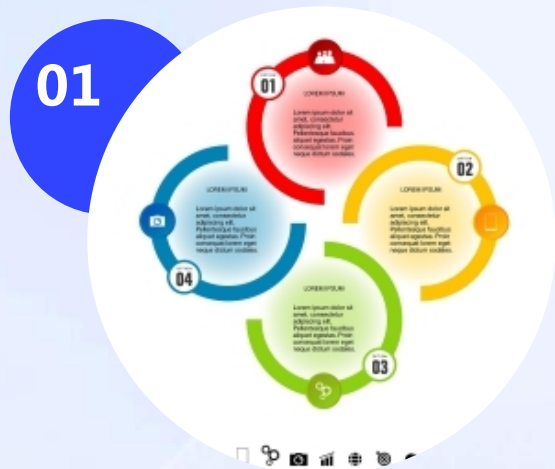 01
01
LOREM IPSUM
Lorem ipsum dolor sit
amet, consectetur
adipiscing elit.
Pellentesque faucibus
aliquet egestas. Proin
consequat lorem eget
neque dictum sodales.
02
LOREM IPSUM
Lorem ipsum dolor sit
amet, consectetur
adipiscing elit.
Pellentesque faucibus
aliquet egestas. Proin
consequat lorem eget
neque dictum sodales.
03
LOREM IPSUM
Lorem ipsum dolor sit
amet, consectetur
adipiscing elit.
Pellentesque faucibus
aliquet egestas. Proin
consequat lorem eget
neque dictum sodales.
04
LOREM IPSUM
Lorem ipsum dolor sit
amet, consectetur
adipiscing elit.
Pellentesque faucibus
aliquet egestas. Proin
consequat lorem eget
neque dictum sodales.